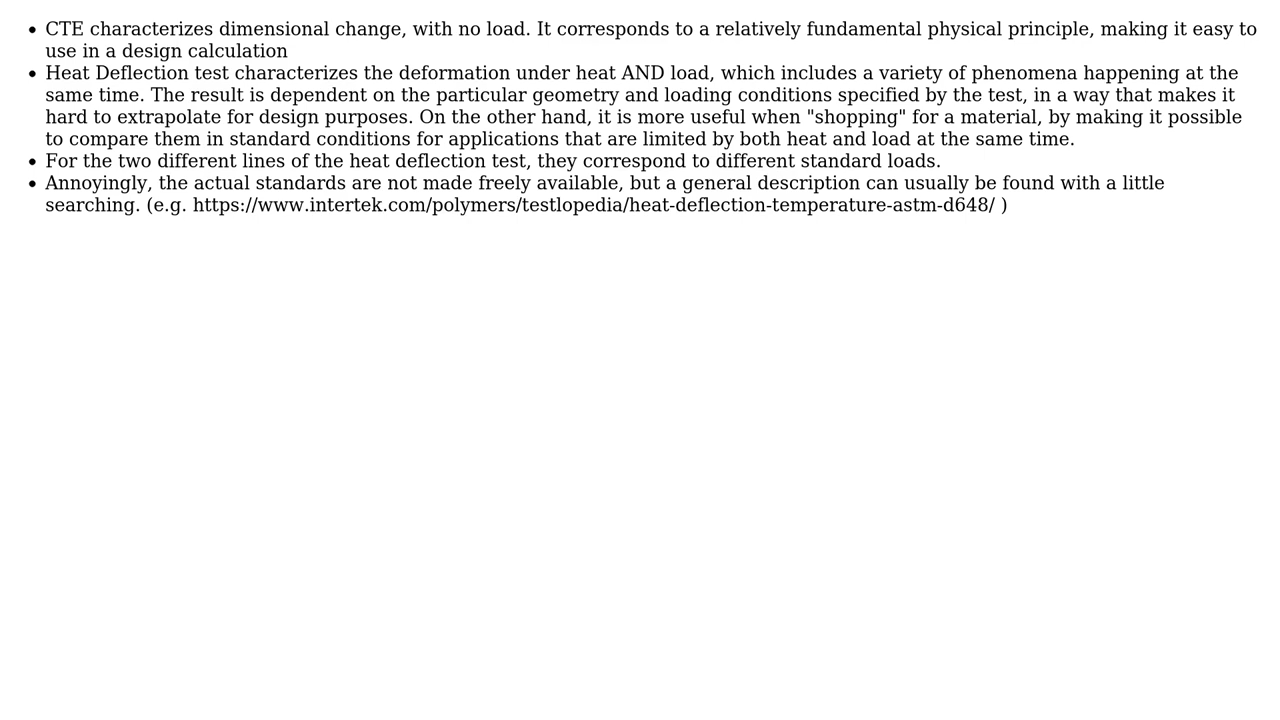 • CTE characterizes dimensional change, with no load. It corresponds to a relatively fundamental physical principle, making it easy to
use in a design calculation
• Heat Deflection test characterizes the deformation under heat AND load, which includes a variety of phenomena happening at the
same time. The result is dependent on the particular geometry and loading conditions specified by the test, in a way that makes it
hard to extrapolate for design purposes. On the other hand, it is more useful when "shopping" for a material, by making it possible
to compare them in standard conditions for applications that are limited by both heat and load at the same time.
• For the two different lines of the heat deflection test, they correspond to different standard loads.
• Annoyingly, the actual standards are not made freely available, but a general description can usually be found with a little
searching. (e.g. https://www.intertek.com/polymers/testlopedia/heat-deflection-temperature-astm-d648/ )